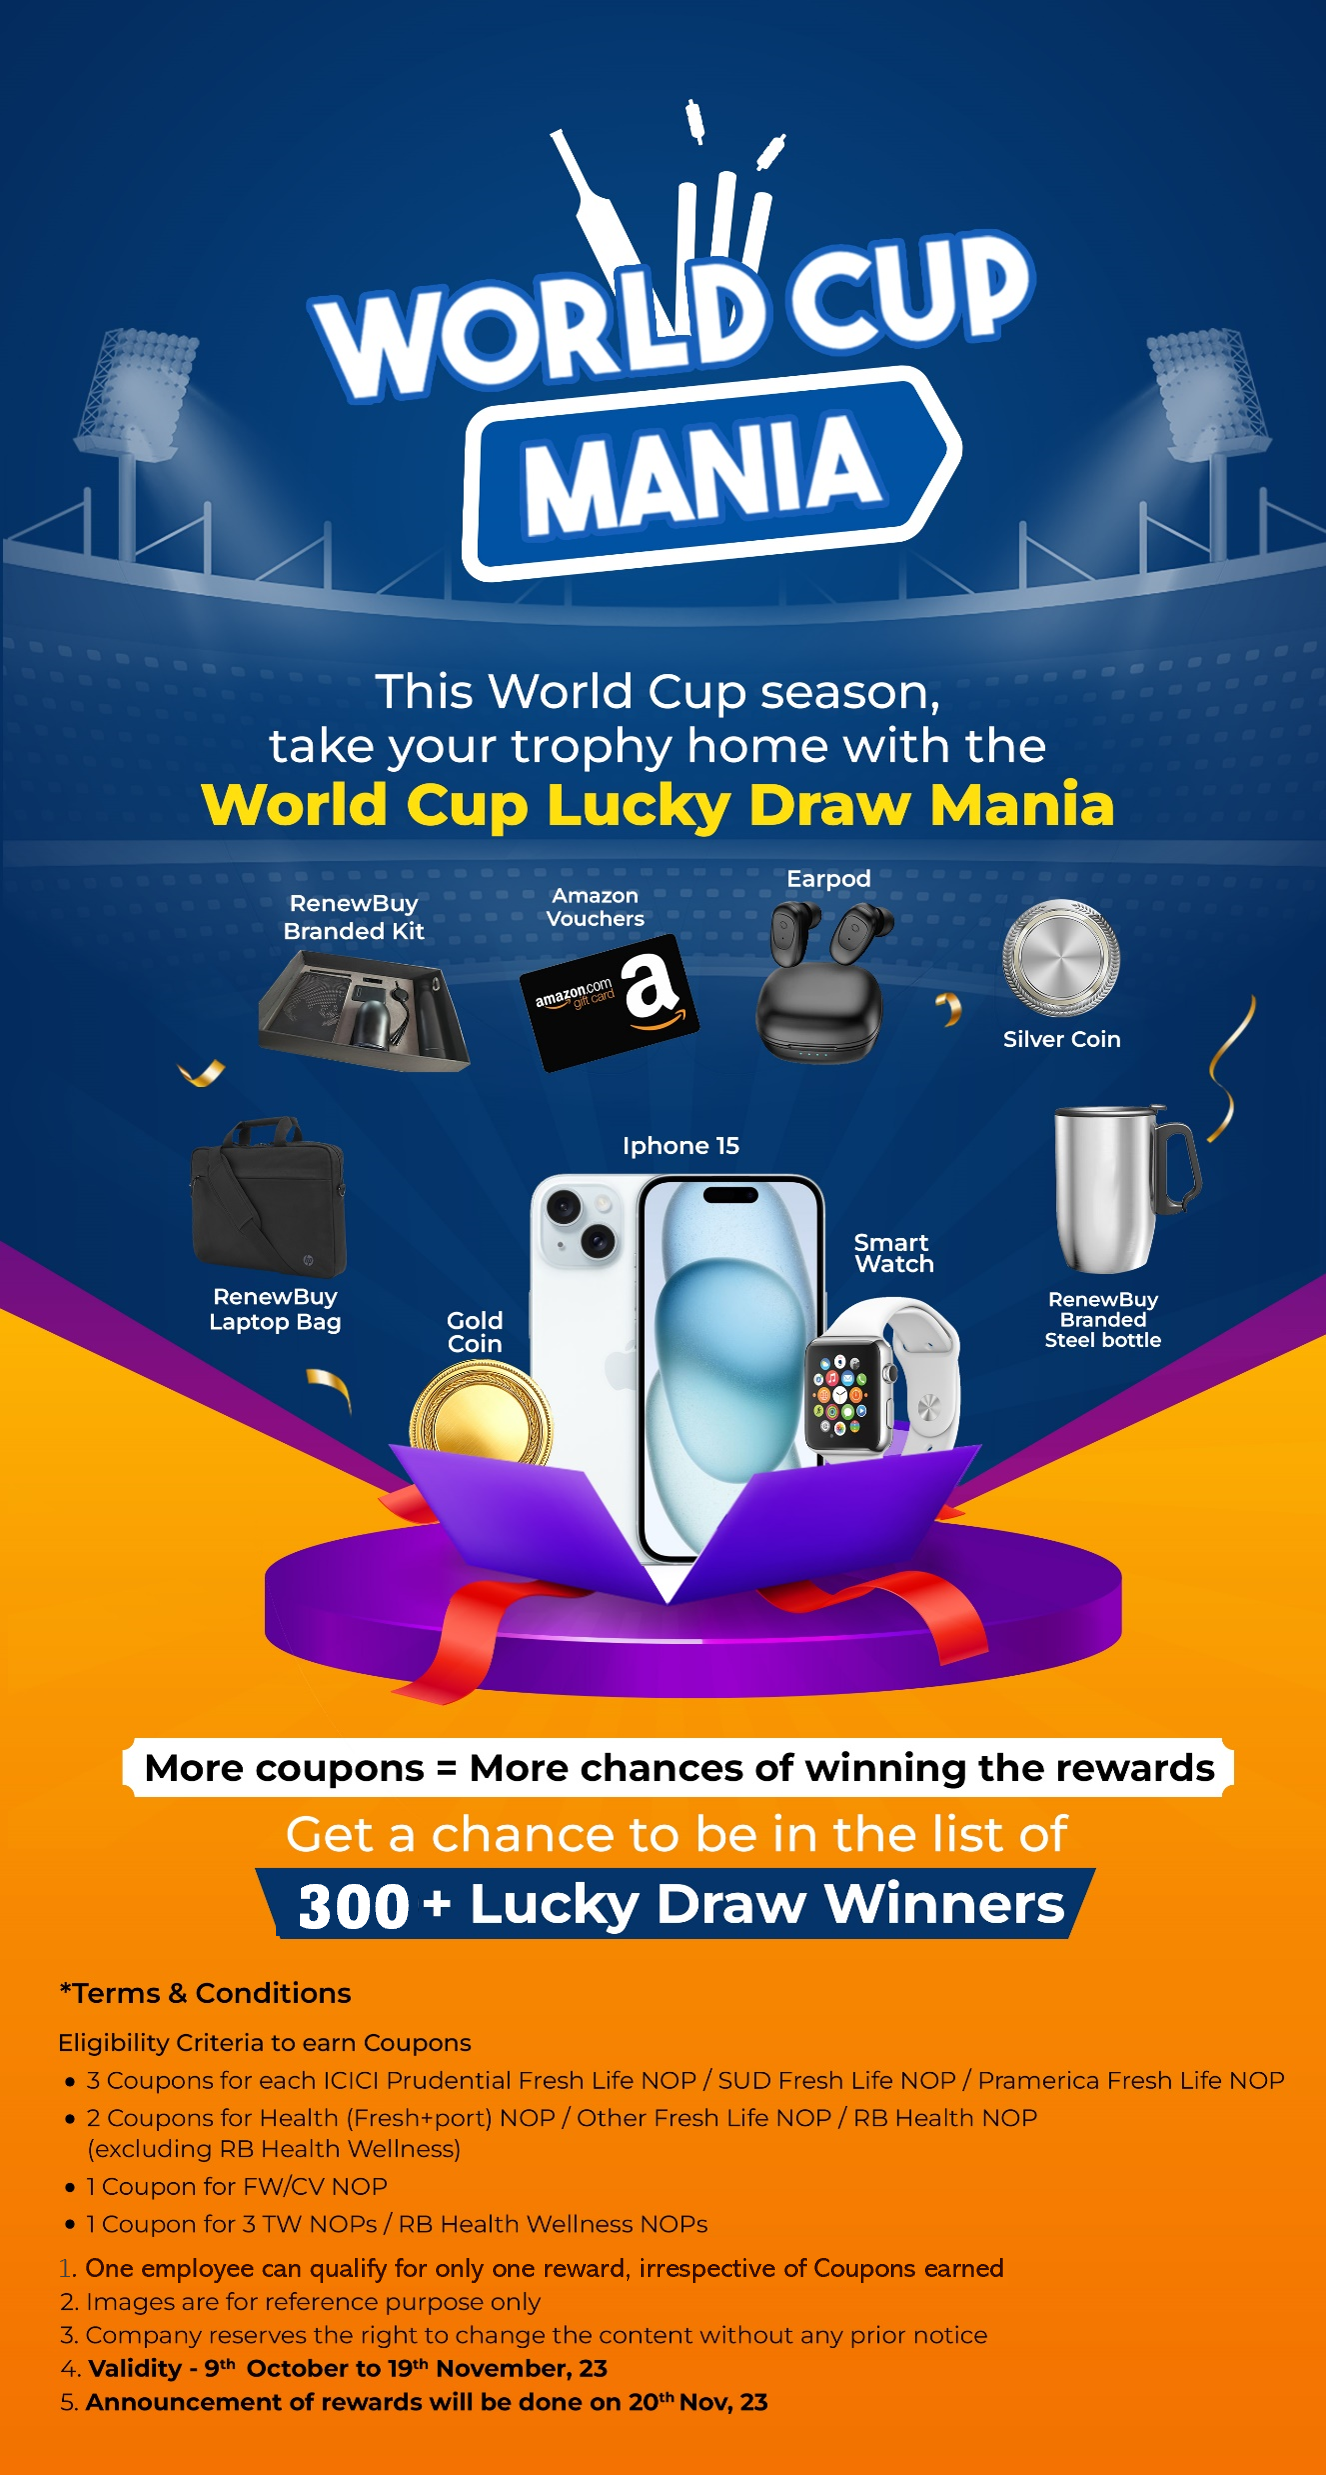 WORLD CUP
MANIA
This World Cup season,
take your trophy home with the
World Cup Lucky Draw Mania
RenewBuy
Branded Kit
Amazon
Vouchers
amazon.com
gift card
a
Earpod
Silver Coin
RenewBuy
Laptop Bag
Iphone 15
Gold
Coin
Smart
Watch
RenewBuy
Branded
Steel bottle
More coupons = More chances of winning the rewards
Get a chance to be in the list of
300 + Lucky Draw Winners
*Terms & Conditions
Eligibility Criteria to earn Coupons
• 3 Coupons for each ICICI Prudential Fresh Life NOP / SUD Fresh Life NOP / Pramerica Fresh Life NOP
• 2 Coupons for Health (Fresh+port) NOP / Other Fresh Life NOP / RB Health NOP
(excluding RB Health Wellness)
• 1 Coupon for FW/CV NOP
• 1 Coupon for 3 TW NOPs / RB Health Wellness NOPs
1. One employee can qualify for only one reward, irrespective of Coupons earned
2. Images are for reference purpose only
3. Company reserves the right to change the content without any prior notice
4. Validity - 9th October to 19th November, 23
5. Announcement of rewards will be done on 20th Nov, 23